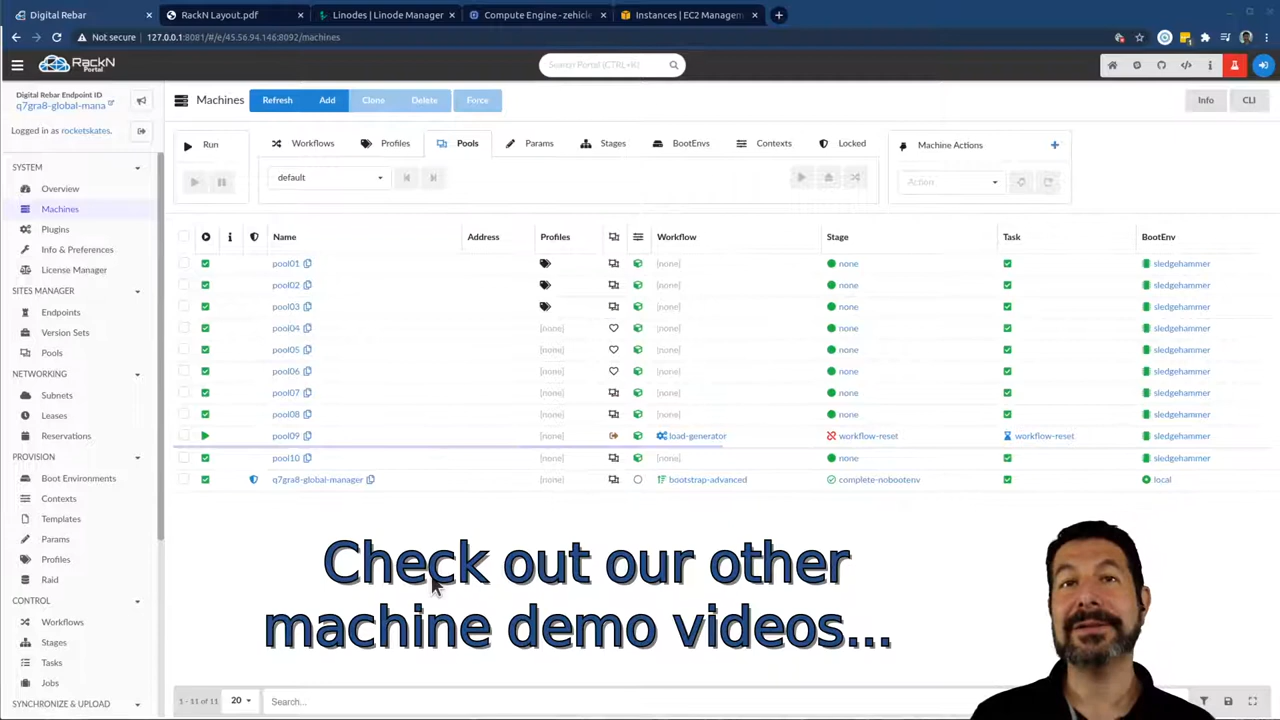 Digital Rebar
RackN Layout.pdf
Linodes | Linode Manager
Compute Engine - zehicle
Instances | EC2 Managem
Not secure | 127.0.0.1:8081/#/e/45.56.94.146:8092/machines
RackN
Portal
Search Portal (CTRL+K)
Digital Rebar Endpoint ID
q7gra8-global-mana
Logged in as rocketskates.
SYSTEM
Overview
Machines
Plugins
Info & Preferences
License Manager
SITES MANAGER
Endpoints
Version Sets
Pools
NETWORKING
Subnets
Leases
Reservations
PROVISION
Boot Environments
Contexts
Templates
Params
Profiles
Raid
CONTROL
Workflows
Stages
Tasks
Jobs
SYNCHRONIZE & UPLOAD
Machines Refresh Add Clone Delete Force Info CLI
Run
Workflows Profiles Pools Params Stages BootEnvs Contexts Locked
default
Machine Actions
Action
Name Address Profiles Workflow Stage Task BootEnv
pool01 [none] none sledgehammer
pool02 [none] none sledgehammer
pool03 [none] none sledgehammer
pool04 [none] [none] none sledgehammer
pool05 [none] [none] none sledgehammer
pool06 [none] [none] none sledgehammer
pool07 [none] [none] none sledgehammer
pool08 [none] [none] none sledgehammer
pool09 [none] load-generator workflow-reset workflow-reset sledgehammer
pool10 [none] [none] none sledgehammer
q7gra8-global-manager bootstrap-advanced complete-nobootenv local
Check out our other
machine demo videos...
1 - 11 of 11 20 Search...